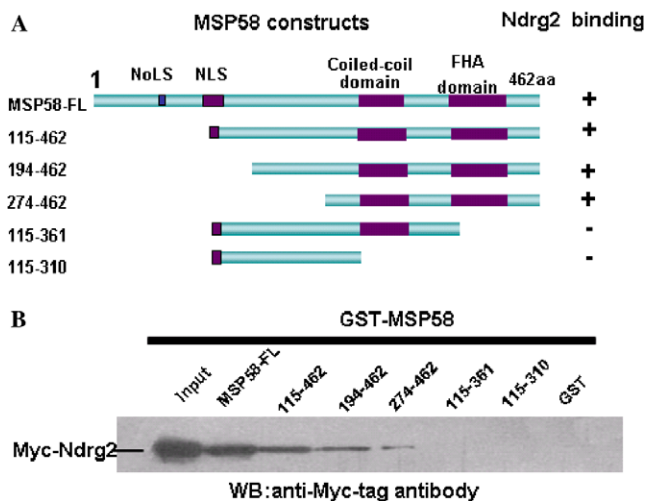 A MSP58 constructs Ndrg2 binding
1 NoLS NLS Coiled-coil domain FHA domain 462aa
MSP58-FL +
115-462 +
194-462 +
274-462 +
115-361 -
115-310 -
B GST-MSP58
Input MSP58-FL 115-462 194-462 274-462 115-361 115-310 GST
Myc-Ndrg2
WB:anti-Myc-tag antibody